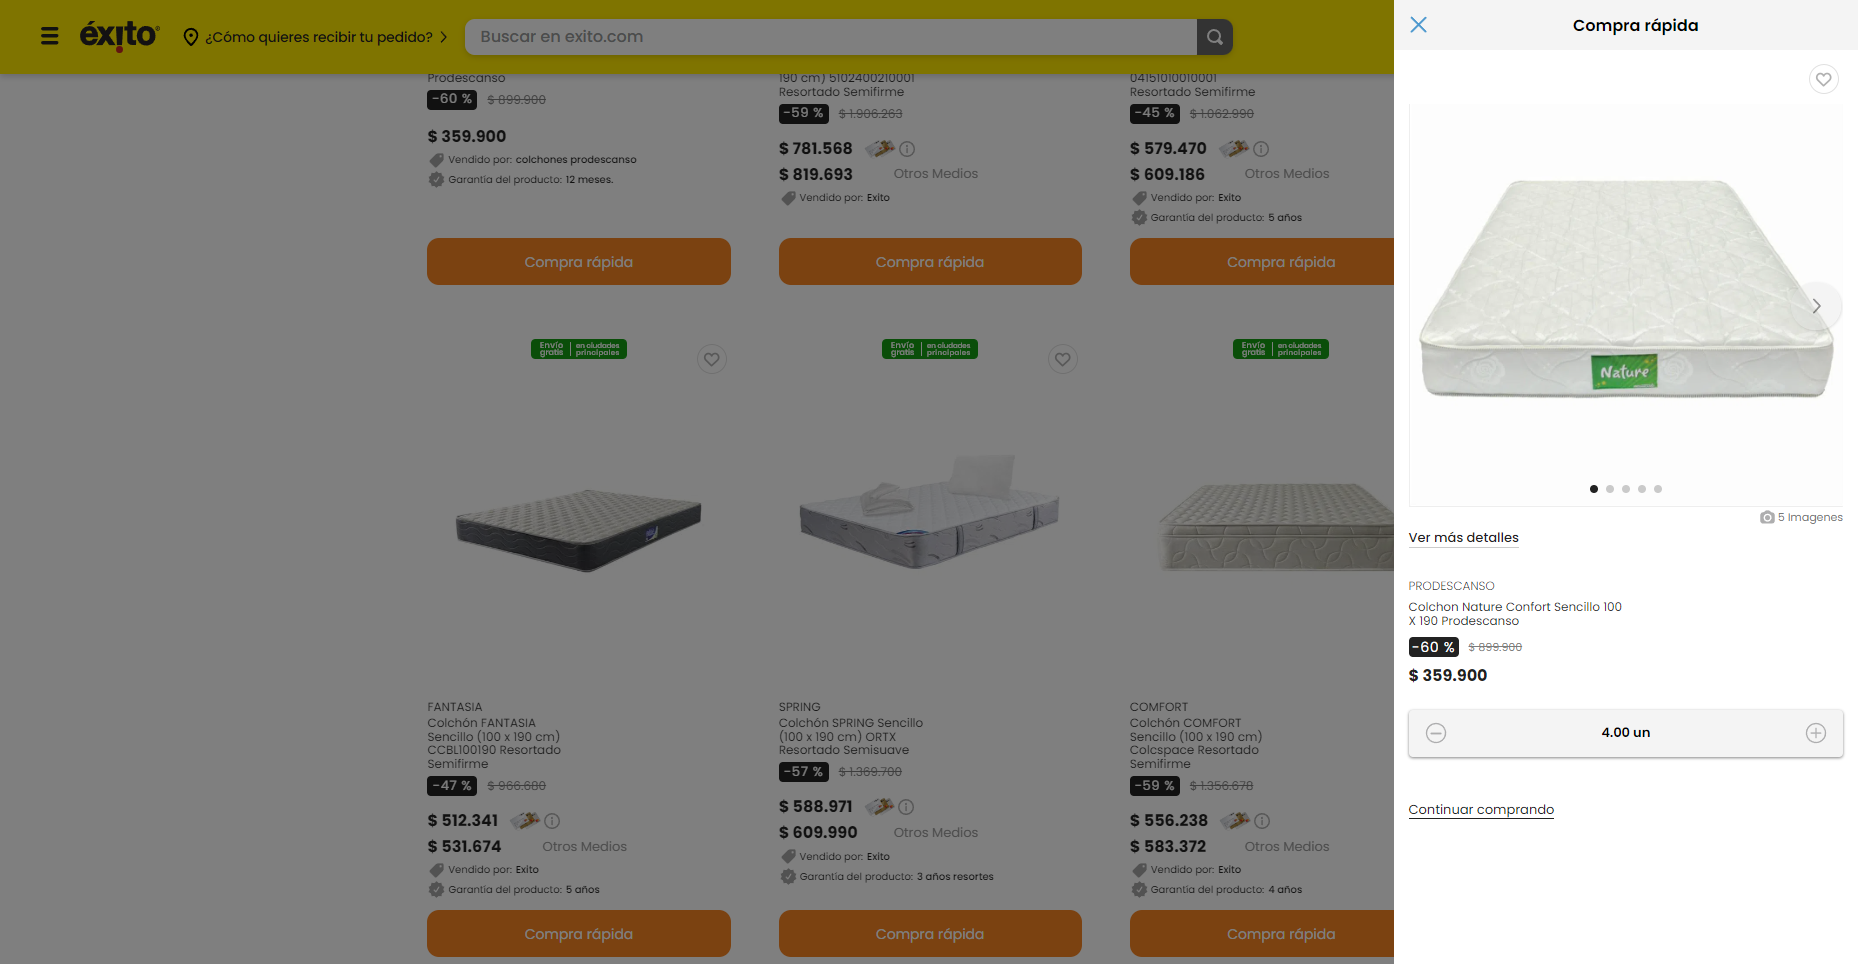 éxito
¿Cómo quieres recibir tu pedido?
Buscar en exito.com
Prodescanso
-60 % $ 899.900
$ 359.900
Vendido por: colchones prodescanso
Garantía del producto: 12 meses.
Compra rápida
190 cm) 5102400210001
Resortado Semifirme
-59 % $ 1.906.263
$ 781.568
$ 819.693 Otros Medios
Vendido por: Exito
Compra rápida
04151010010001
Resortado Semifirme
-45 % $ 1.062.990
$ 579.470
$ 609.186 Otros Medios
Vendido por: Exito
Garantía del producto: 5 años
Compra rápida
Envío gratis en ciudades principales
Envío gratis en ciudades principales
Envío gratis en ciudades principales
FANTASIA
Colchón FANTASIA
Sencillo (100 x 190 cm)
CCBL100190 Resortado
Semifirme
-47 % $ 966.680
$ 512.341
$ 531.674 Otros Medios
Vendido por: Exito
Garantía del producto: 5 años
Compra rápida
SPRING
Colchón SPRING Sencillo
(100 x 190 cm) ORTX
Resortado Semisuave
-57 % $ 1.369.700
$ 588.971
$ 609.990 Otros Medios
Vendido por: Exito
Garantía del producto: 3 años resortes
Compra rápida
COMFORT
Colchón COMFORT
Sencillo (100 x 190 cm)
Colcspace Resortado
Semifirme
-59 % $ 1.356.678
$ 556.238
$ 583.372 Otros Medios
Vendido por: Exito
Garantía del producto: 4 años
Compra rápida
Compra rápida
Nature
5 Imagenes
Ver más detalles
PRODESCANSO
Colchon Nature Confort Sencillo 100
X 190 Prodescanso
-60 % $ 899.900
$ 359.900
4.00 un
Continuar comprando